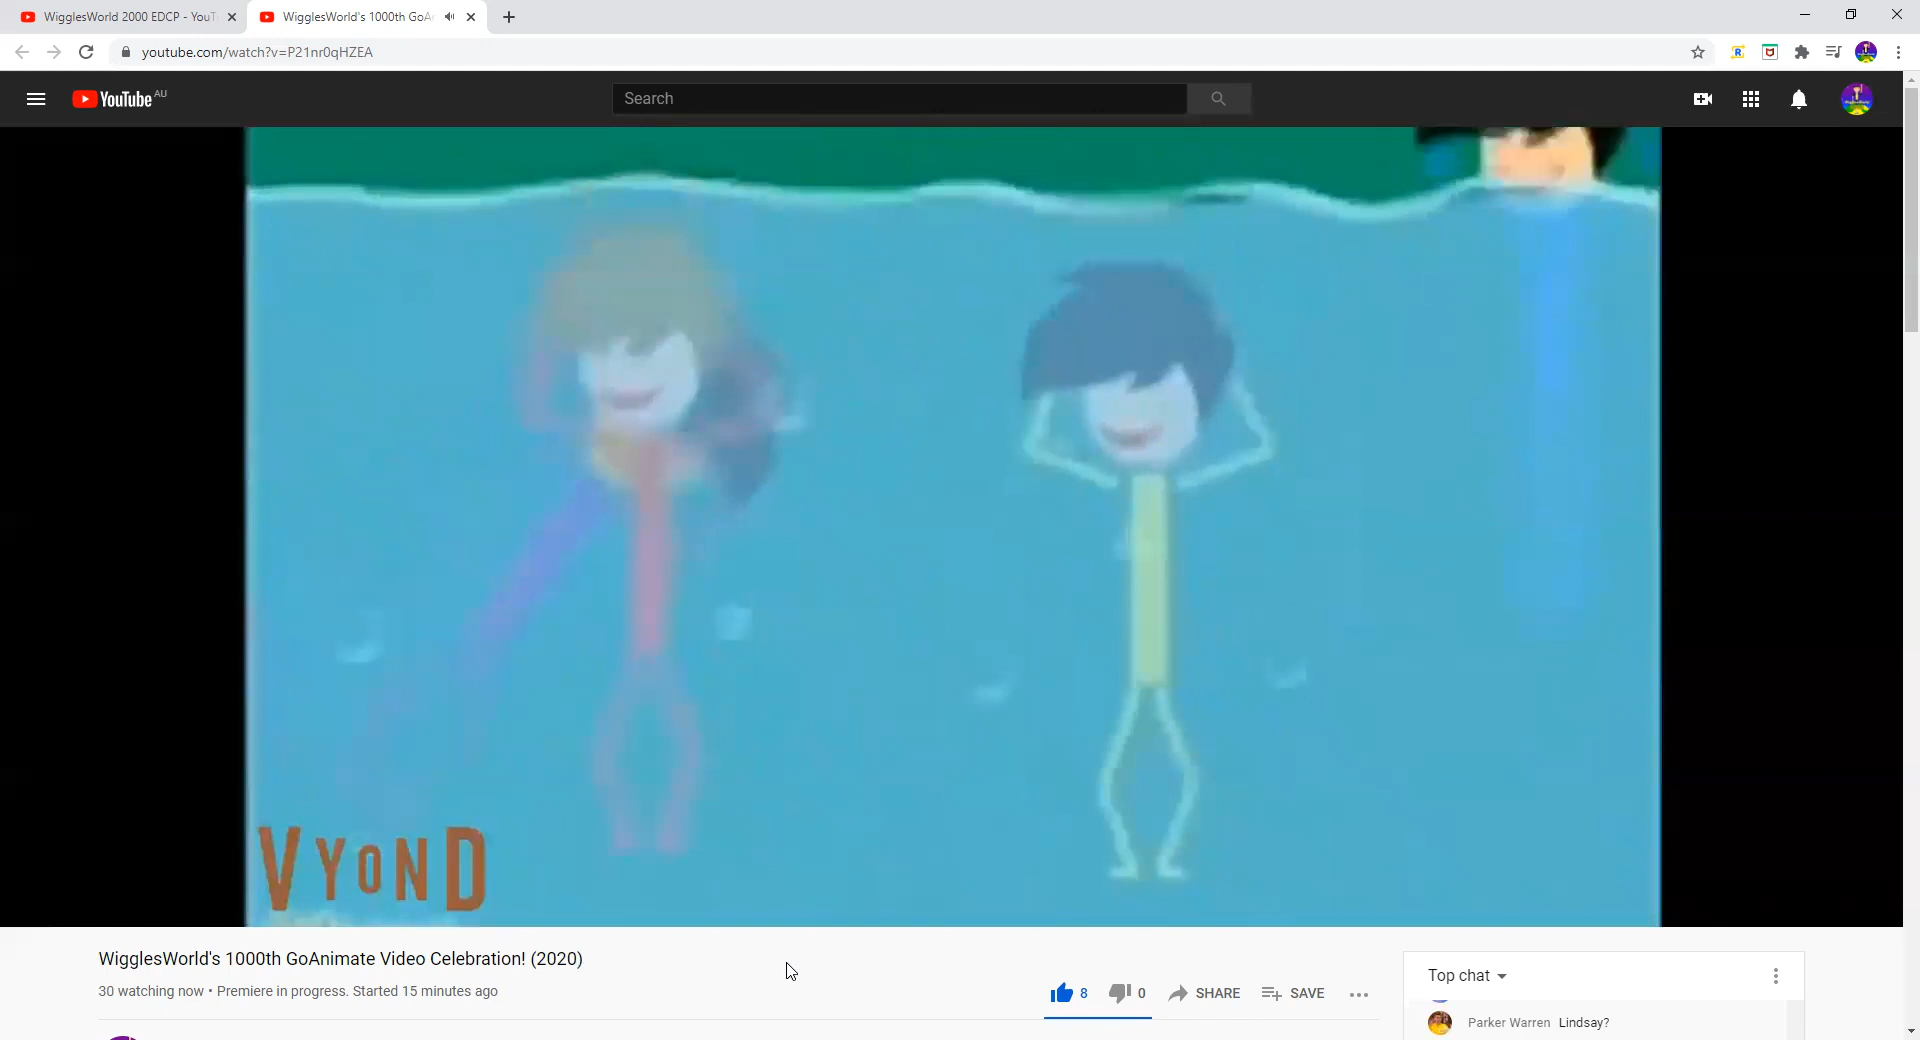 WigglesWorld 2000 EDCP - YouT
WigglesWorld's 1000th GoAn
youtube.com/watch?v=P21nr0qHZEA
YouTube AU
Search
VYOND
WigglesWorld's 1000th GoAnimate Video Celebration! (2020)
30 watching now • Premiere in progress. Started 15 minutes ago
8
0
SHARE
SAVE
Top chat
Parker Warren Lindsay?